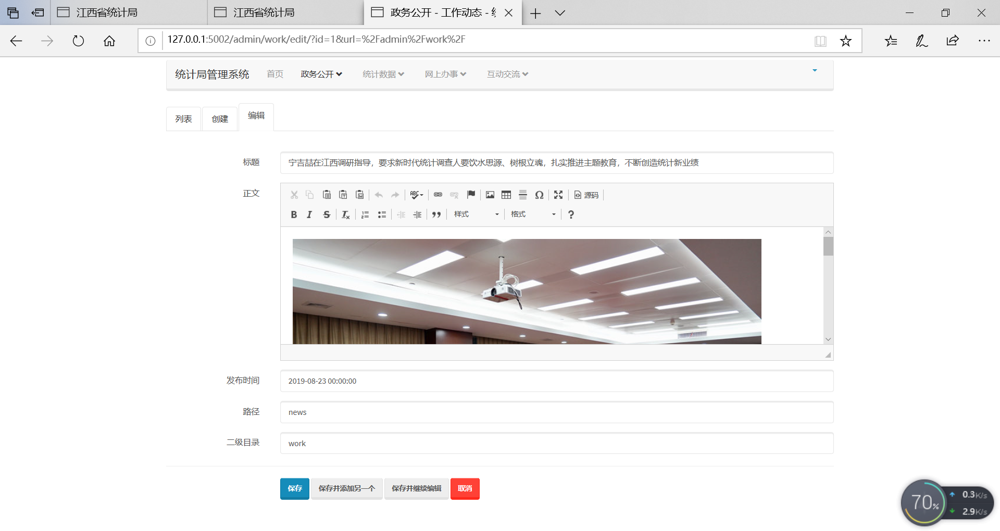 江西省统计局
江西省统计局
政务公开 - 工作动态 -
127.0.0.1:5002/admin/work/edit/?id=1&url=%2Fadmin%2Fwork%2F
统计局管理系统 首页 政务公开 统计数据 网上办事 互动交流
列表 创建 编辑
标题 宁吉喆在江西调研指导，要求新时代统计调查人要饮水思源、树根立魂，扎实推进主题教育，不断创造统计新业绩
正文
ABC Ω 源码
B I S Tx 样式 格式 ?
发布时间 2019-08-23 00:00:00
路径 news
二级目录 work
保存 保存并添加另一个 保存并继续编辑 取消
70% 0.3K/s
2.9K/s